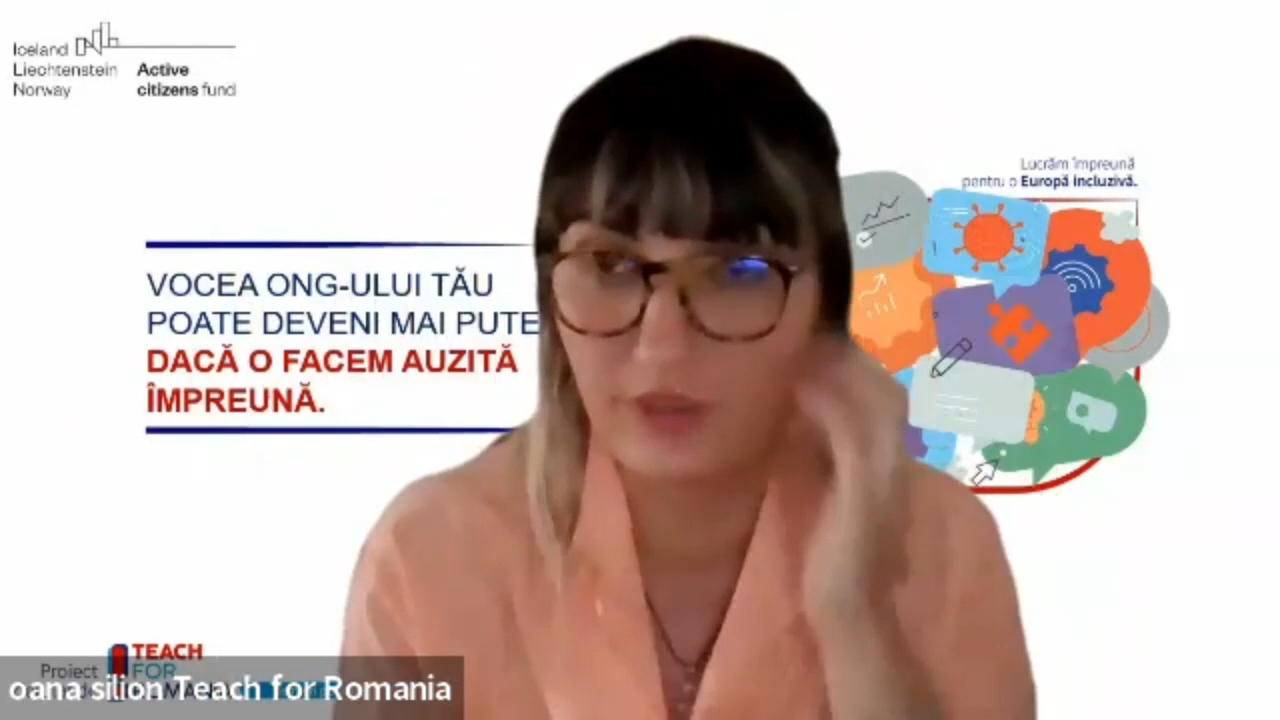 Iceland
Liechtenstein
Norway
Active
citizens fund
Lucrăm împreună
pentru o Europă incluzivă.
VOCEA ONG-ULUI TĂU
POATE DEVENI MAI PUTE
DACĂ O FACEM AUZITĂ
ÎMPREUNĂ.
TEACH
FOR
Proiect
oana silion Teach for Romania